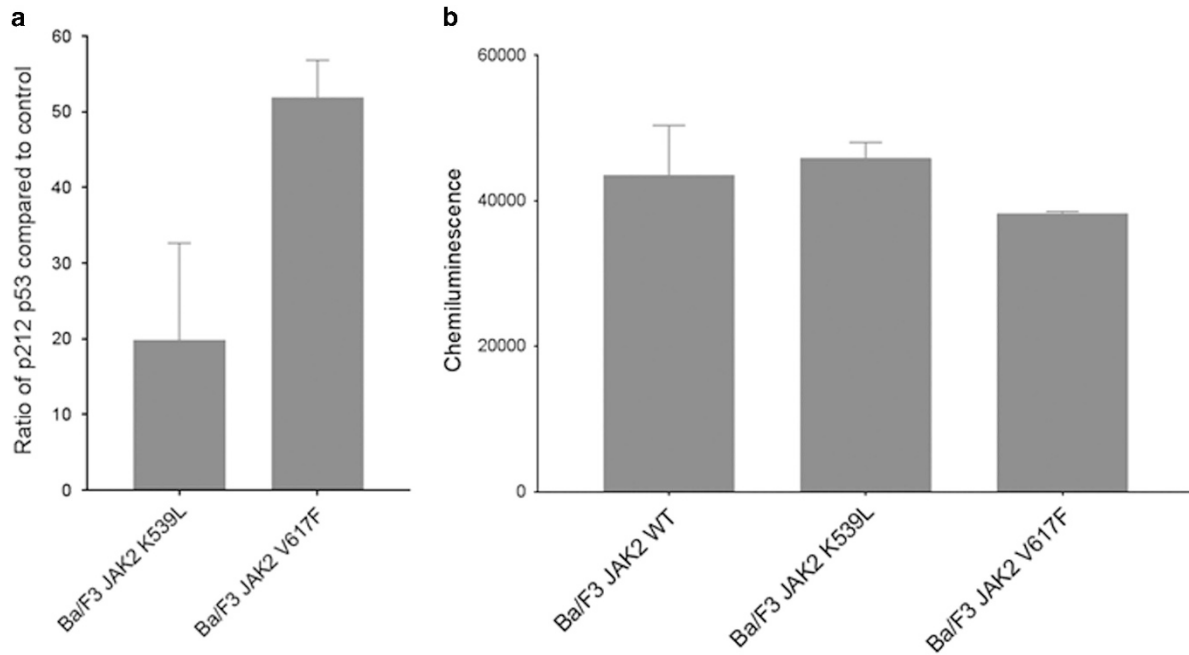 a
Ratio of p212 p53 compared to control
60
50
40
30
20
10
0
Ba/F3 JAK2 K539L
Ba/F3 JAK2 V617F
b
Chemiluminescence
60000
40000
20000
0
Ba/F3 JAK2 WT
Ba/F3 JAK2 K539L
Ba/F3 JAK2 V617F